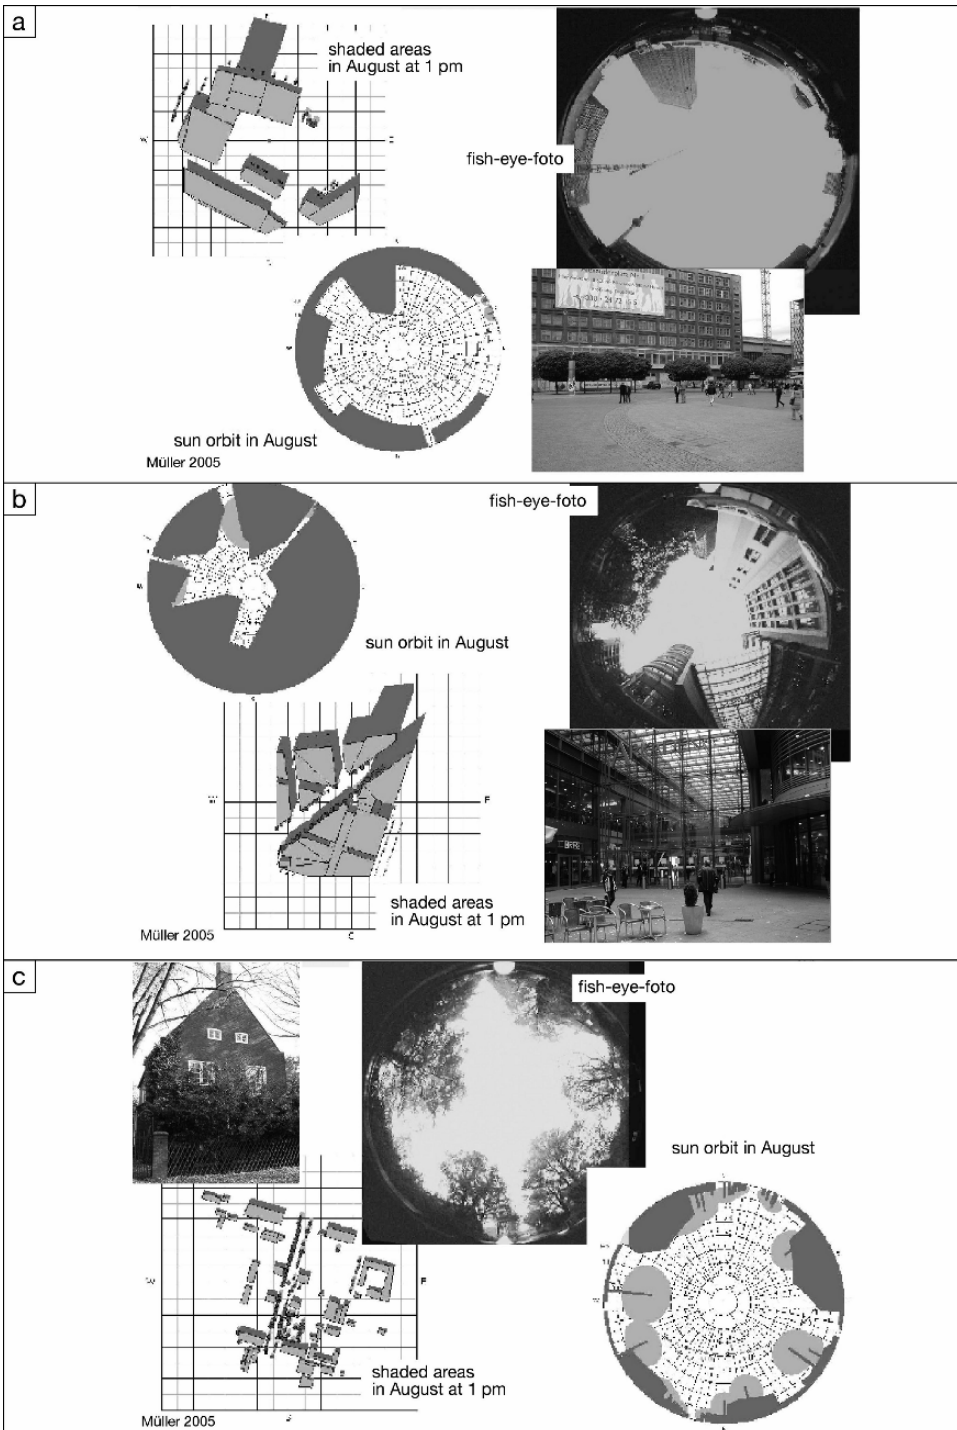 a
shaded areas
in August at 1 pm
fish-eye-foto
sun orbit in August
Müller 2005
b
fish-eye-foto
sun orbit in August
shaded areas
in August at 1 pm
Müller 2005
c
fish-eye-foto
sun orbit in August
shaded areas
in August at 1 pm
Müller 2005